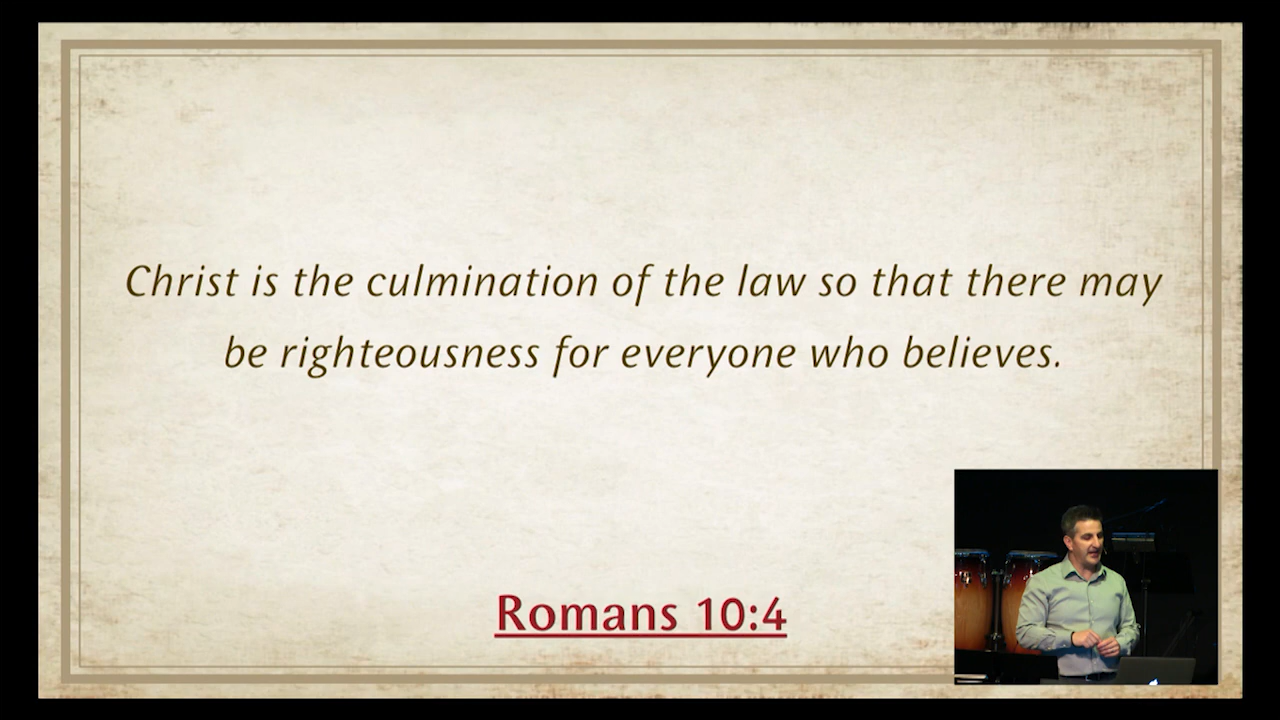 Christ is the culmination of the law so that there may
be righteousness for everyone who believes.
Romans 10:4